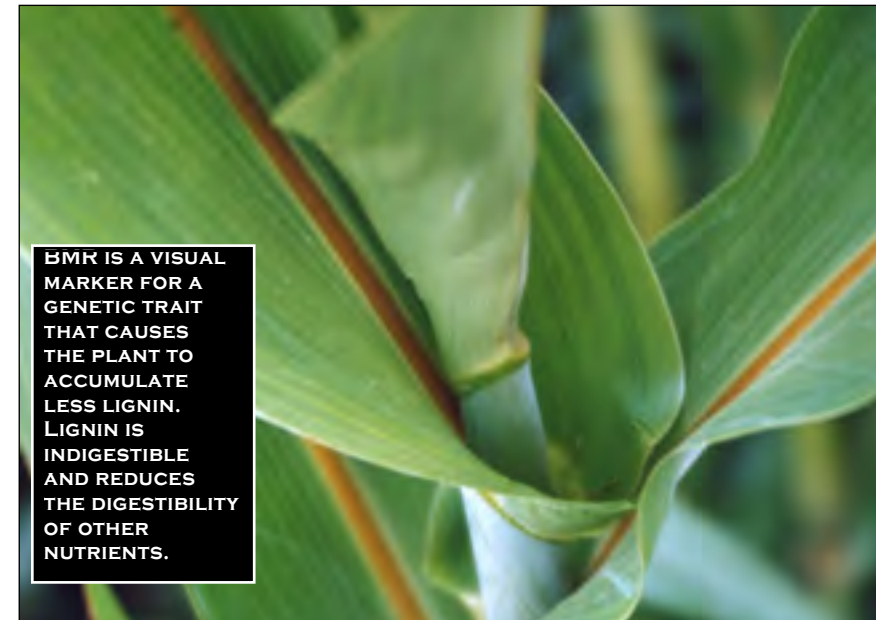 BMR is a visual
marker for a
genetic trait
that causes
the plant to
accumulate
less lignin.
Lignin is
indigestible
and reduces
the digestibility
of other
nutrients.